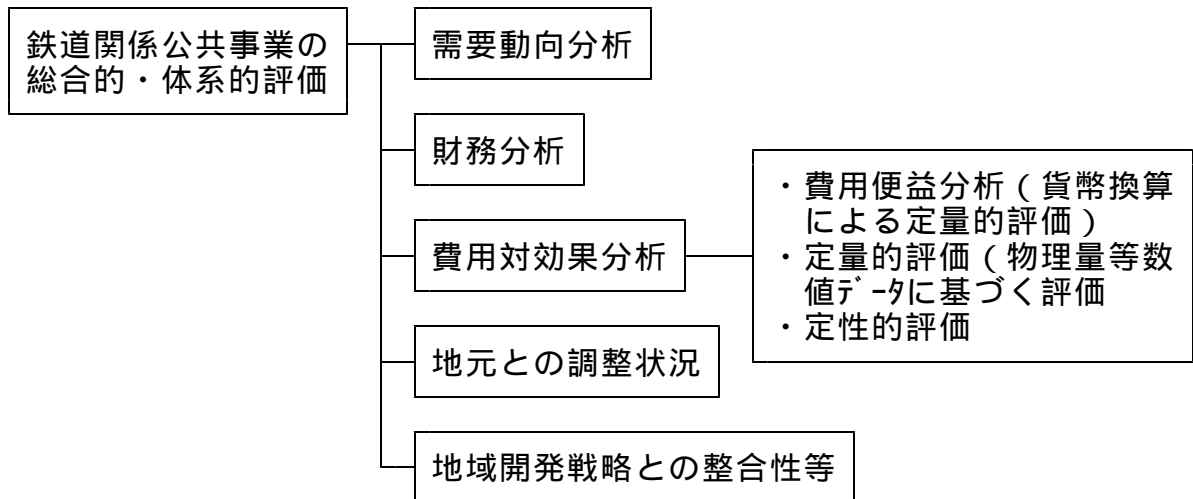 鉄道関係公共事業の
総合的・体系的評価
需要動向分析
財務分析
費用対効果分析
・費用便益分析（貨幣換算
による定量的評価）
・定量的評価（物理量等数
値ﾃﾞｰﾀに基づく評価
・定性的評価
地元との調整状況
地域開発戦略との整合性等